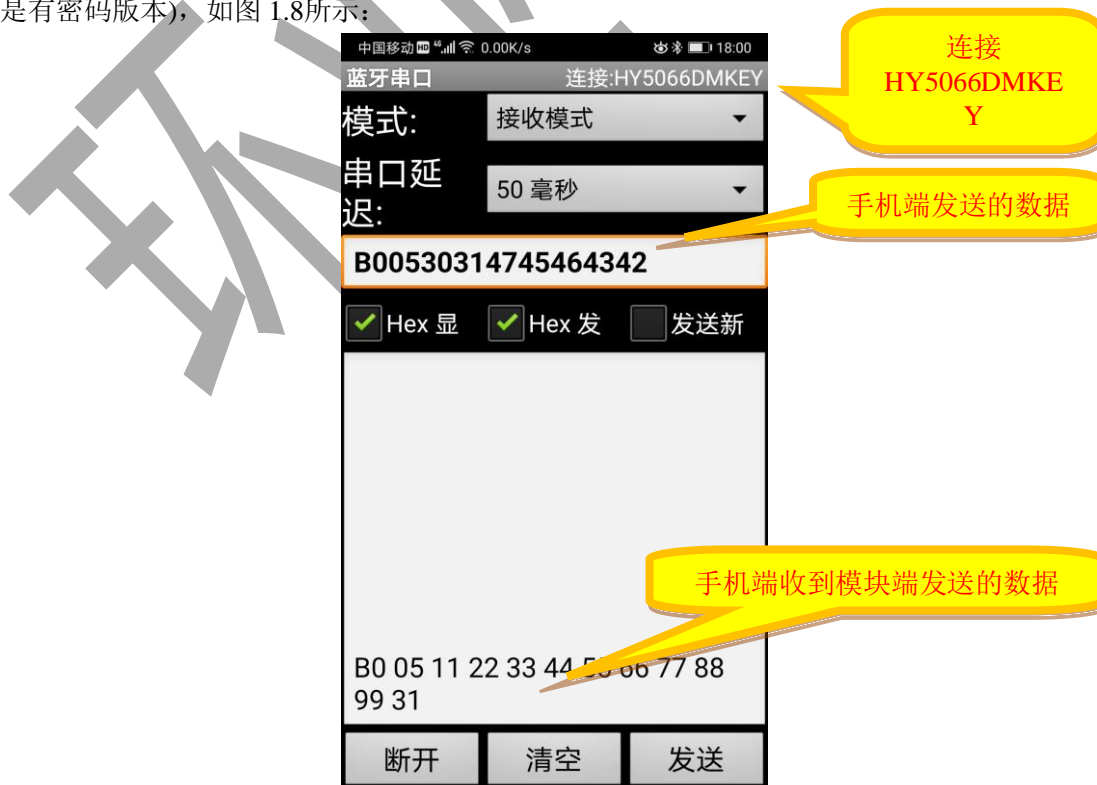 是有密码版本)，如图 1.8所示：
中国移动 HD 46 0.00K/s 18:00
蓝牙串口 连接:HY5066DMKEY
模式: 接收模式
串口延
迟:
50 毫秒
B00530314745464342
Hex 显 Hex 发 发送新
B0 05 11 22 33 44 55 66 77 88
99 31
断开 清空 发送
连接
HY5066DMKE
Y
手机端发送的数据
手机端收到模块端发送的数据